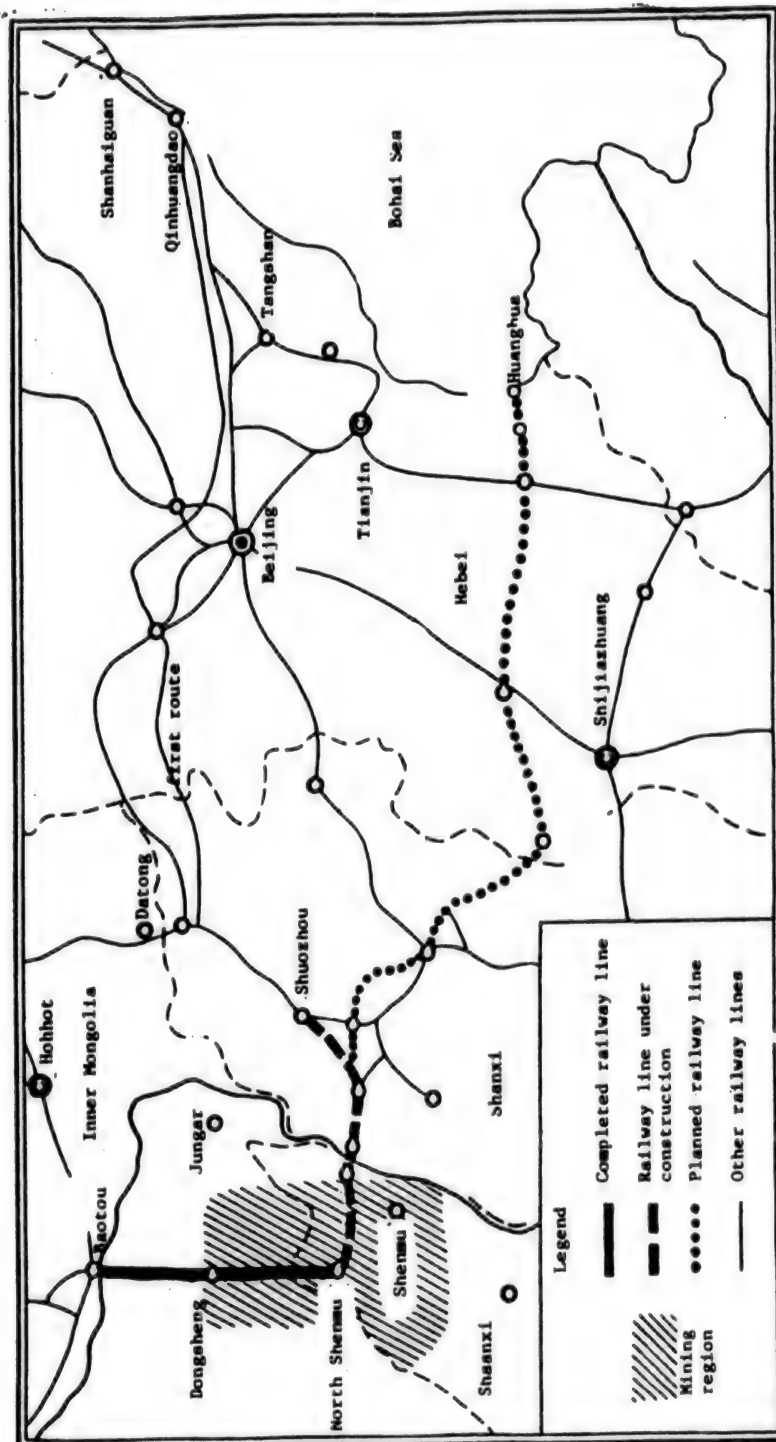 Shanhaiguan
Qinhuangdao
Tangshan
Bohai Sea
Beijing
Tianjin
Huanghua
Hebei
First route
Shijiazhuang
Datong
Hohhot
Inner Mongolia
Shuozhou
Jungar
Shanxi
Baotou
Dongsheng
North Shenmu
Shenmu
Shaanxi
Legend
Mining
region
Completed railway line
Railway line under
construction
Planned railway line
Other railway lines